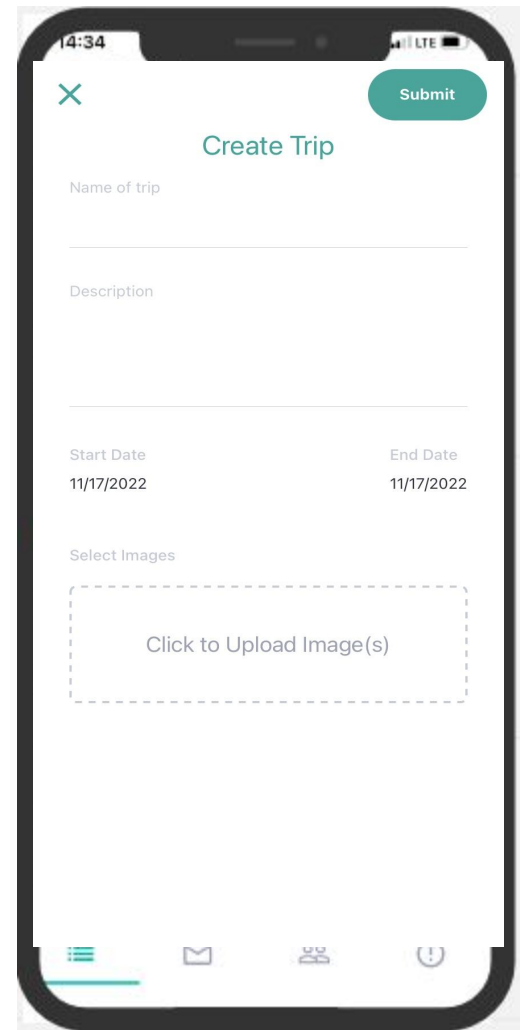 14:34
LTE
Submit
Create Trip
Name of trip
Description
Start Date End Date
11/17/2022 11/17/2022
Select Images
Click to Upload Image(s)